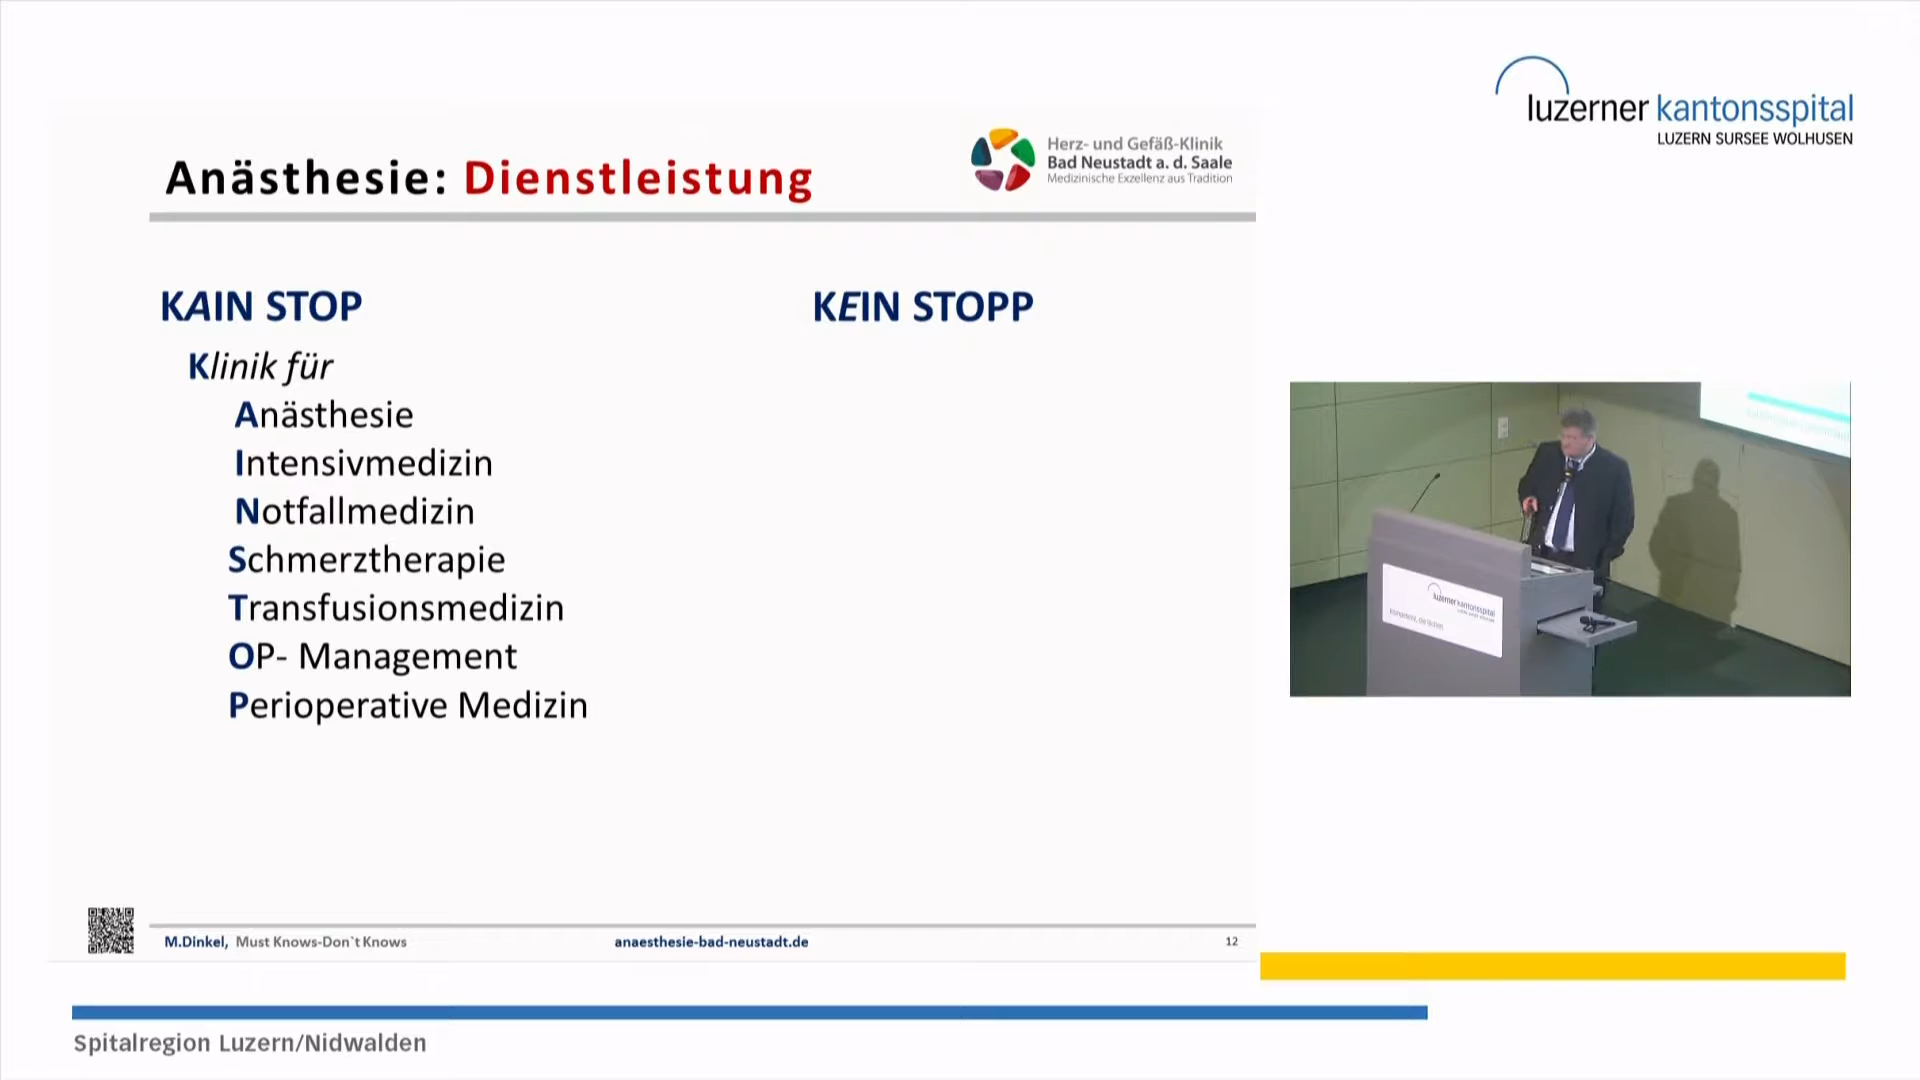 luzerner kantonsspital
LUZERN SURSEE WOLHUSEN
Anästhesie: Dienstleistung
Herz- und Gefäß-Klinik
Bad Neustadt a. d. Saale
Medizinische Exzellenz aus Tradition
KAIN STOP
KEIN STOPP
Klinik für
Anästhesie
Intensivmedizin
Notfallmedizin
Schmerztherapie
Transfusionsmedizin
OP- Management
Perioperative Medizin
luzerner kantonsspital
M.Dinkel, Must Knows-Don`t Knows
anaesthesie-bad-neustadt.de
12
Spitalregion Luzern/Nidwalden